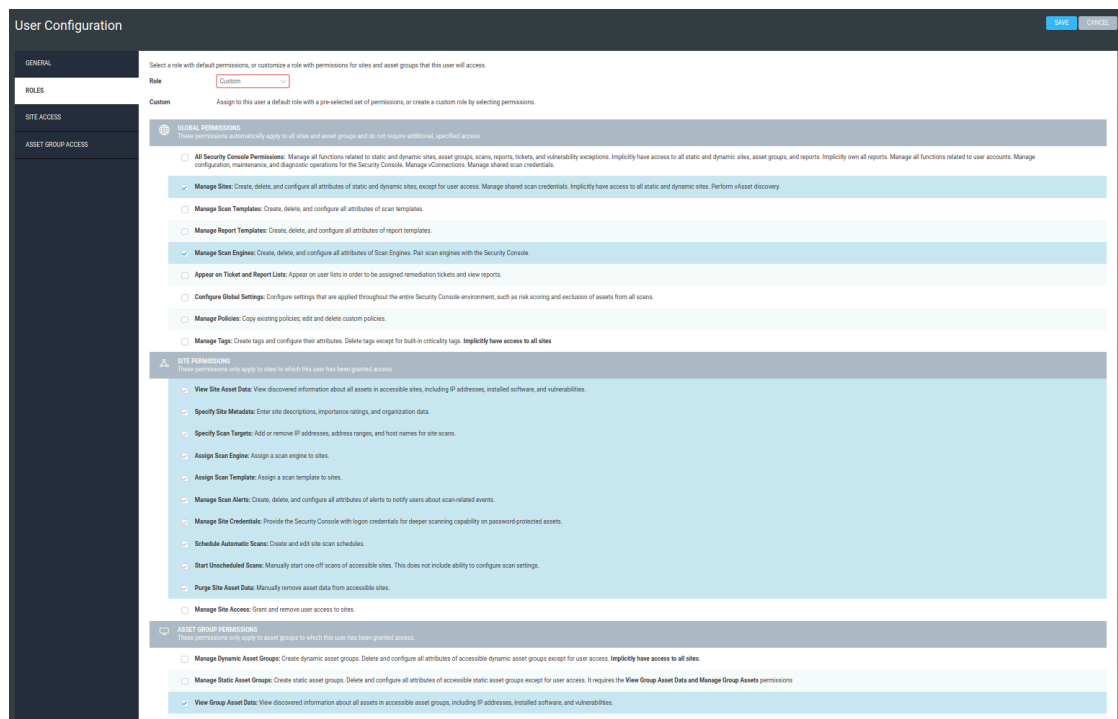 User Configuration
SAVE
CANCEL
GENERAL
ROLES
SITE ACCESS
ASSET GROUP ACCESS
Select a role with default permissions, or customize a role with permissions for sites and asset groups that this user will access.
Role
Custom
Custom
Assign to this user a default role with a pre-selected set of permissions, or create a custom role by selecting permissions.
GLOBAL PERMISSIONS
These permissions automatically apply to all sites and asset groups and do not require additional, specified access.
All Security Console Permissions: Manage all functions related to static and dynamic sites, asset groups, scans, reports, tickets, and vulnerability exceptions. Implicitly have access to all static and dynamic sites, asset groups, and reports. Implicitly own all reports. Manage all functions related to user accounts. Manage
configuration, maintenance, and diagnostic operations for the Security Console. Manage vConnections. Manage shared scan credentials.
Manage Sites: Create, delete, and configure all attributes of static and dynamic sites, except for user access. Manage shared scan credentials. Implicitly have access to all static and dynamic sites. Perform vAsset discovery.
Manage Scan Templates: Create, delete, and configure all attributes of scan templates.
Manage Report Templates: Create, delete, and configure all attributes of report templates.
Manage Scan Engines: Create, delete, and configure all attributes of Scan Engines. Pair scan engines with the Security Console.
Appear on Ticket and Report Lists: Appear on user lists in order to be assigned remediation tickets and view reports.
Configure Global Settings: Configure settings that are applied throughout the entire Security Console environment, such as risk scoring and exclusion of assets from all scans.
Manage Policies: Copy existing policies; edit and delete custom policies.
Manage Tags: Create tags and configure their attributes. Delete tags except for built-in criticality tags. Implicitly have access to all sites
SITE PERMISSIONS
These permissions only apply to sites to which this user has been granted access.
View Site Asset Data: View discovered information about all assets in accessible sites, including IP addresses, installed software, and vulnerabilities.
Specify Site Metadata: Enter site descriptions, importance ratings, and organization data.
Specify Scan Targets: Add or remove IP addresses, address ranges, and host names for site scans.
Assign Scan Engine: Assign a scan engine to sites.
Assign Scan Template: Assign a scan template to sites.
Manage Scan Alerts: Create, delete, and configure all attributes of alerts to notify users about scan-related events.
Manage Site Credentials: Provide the Security Console with logon credentials for deeper scanning capability on password-protected assets.
Schedule Automatic Scans: Create and edit site scan schedules.
Start Unscheduled Scans: Manually start one-off scans of accessible sites. This does not include ability to configure scan settings.
Purge Site Asset Data: Manually remove asset data from accessible sites.
Manage Site Access: Grant and remove user access to sites.
ASSET GROUP PERMISSIONS
These permissions only apply to asset groups to which this user has been granted access.
Manage Dynamic Asset Groups: Create dynamic asset groups. Delete and configure all attributes of accessible dynamic asset groups except for user access. Implicitly have access to all sites.
Manage Static Asset Groups: Create static asset groups. Delete and configure all attributes of accessible static asset groups except for user access. It requires the View Group Asset Data and Manage Group Assets permissions
View Group Asset Data: View discovered information about all assets in accessible asset groups, including IP addresses, installed software, and vulnerabilities.